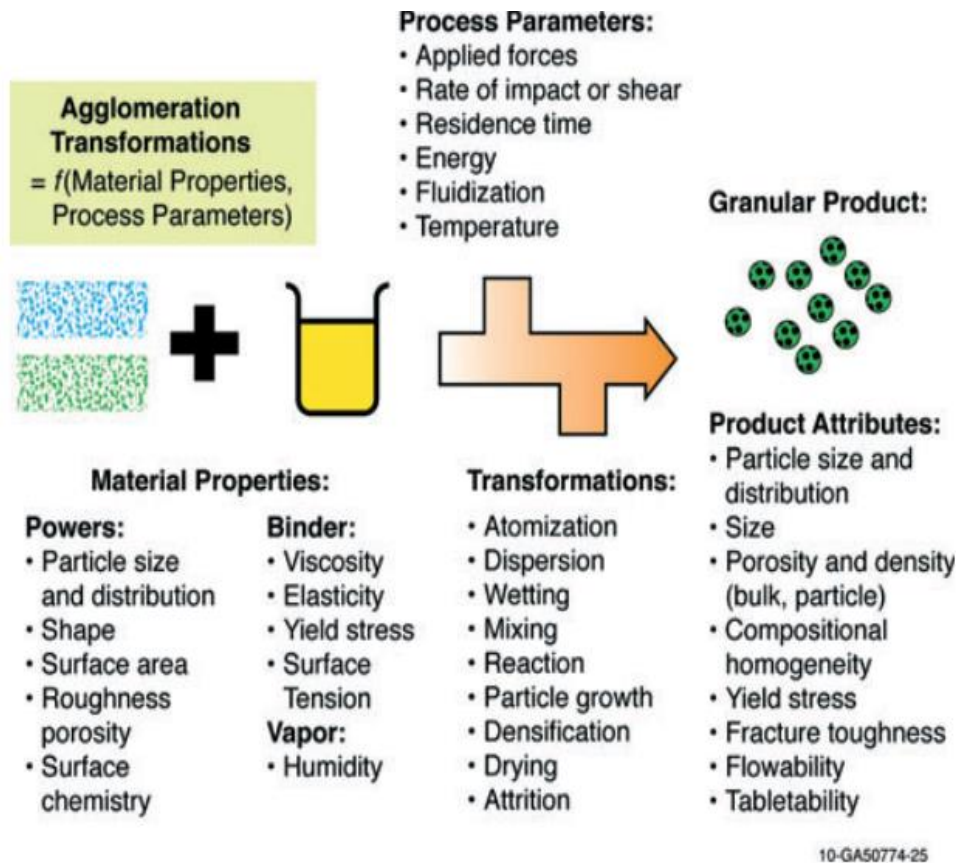 Process Parameters:
• Applied forces
• Rate of impact or shear
• Residence time
• Energy
• Fluidization
• Temperature
Agglomeration
Transformations
= f(Material Properties,
Process Parameters)
Granular Product:
Material Properties:
Powers:
• Particle size
and distribution
• Shape
• Surface area
• Roughness
porosity
• Surface
chemistry
Binder:
• Viscosity
• Elasticity
• Yield stress
• Surface
Tension
Vapor:
• Humidity
Transformations:
• Atomization
• Dispersion
• Wetting
• Mixing
• Reaction
• Particle growth
• Densification
• Drying
• Attrition
Product Attributes:
• Particle size and
distribution
• Size
• Porosity and density
(bulk, particle)
• Compositional
homogeneity
• Yield stress
• Fracture toughness
• Flowability
• Tabletability
10-GA50774-25